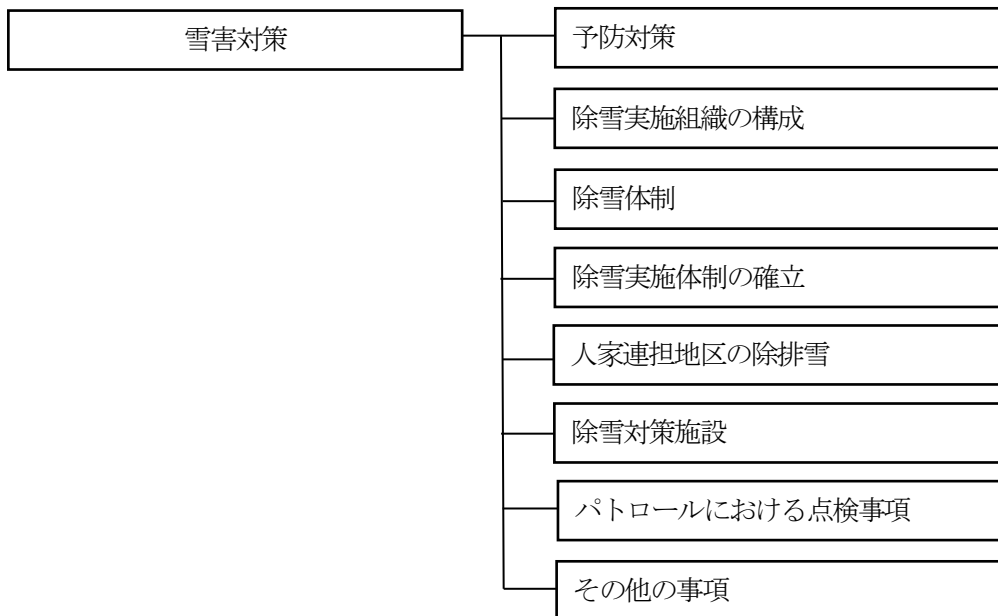 雪害対策
予防対策
除雪実施組織の構成
除雪体制
除雪実施体制の確立
人家連担地区の除排雪
除雪対策施設
パトロールにおける点検事項
その他の事項